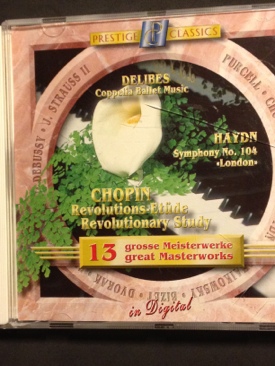 PRESTIGE CLASSICS
DELIBES
Coppelia Ballet Music
DEBUSSY • J. STRAUSS II
PURCELL
HAYDN
Symphony No. 104
«London»
CHOPIN
Revolutions-Etüde
Revolutionary Study
13 grosse Meisterwerke
great Masterworks
DVORAK
BIZET
in Digital